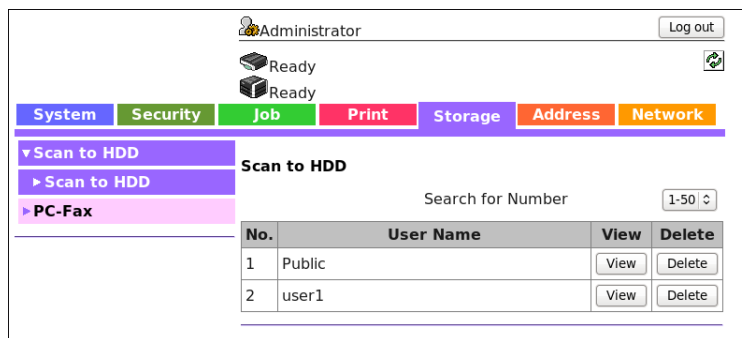 Administrator
Log out
Ready
Ready
System Security Job Print Storage Address Network
Scan to HDD
Scan to HDD
PC-Fax
Scan to HDD
Search for Number 1-50
No. User Name View Delete
1 Public View Delete
2 user1 View Delete